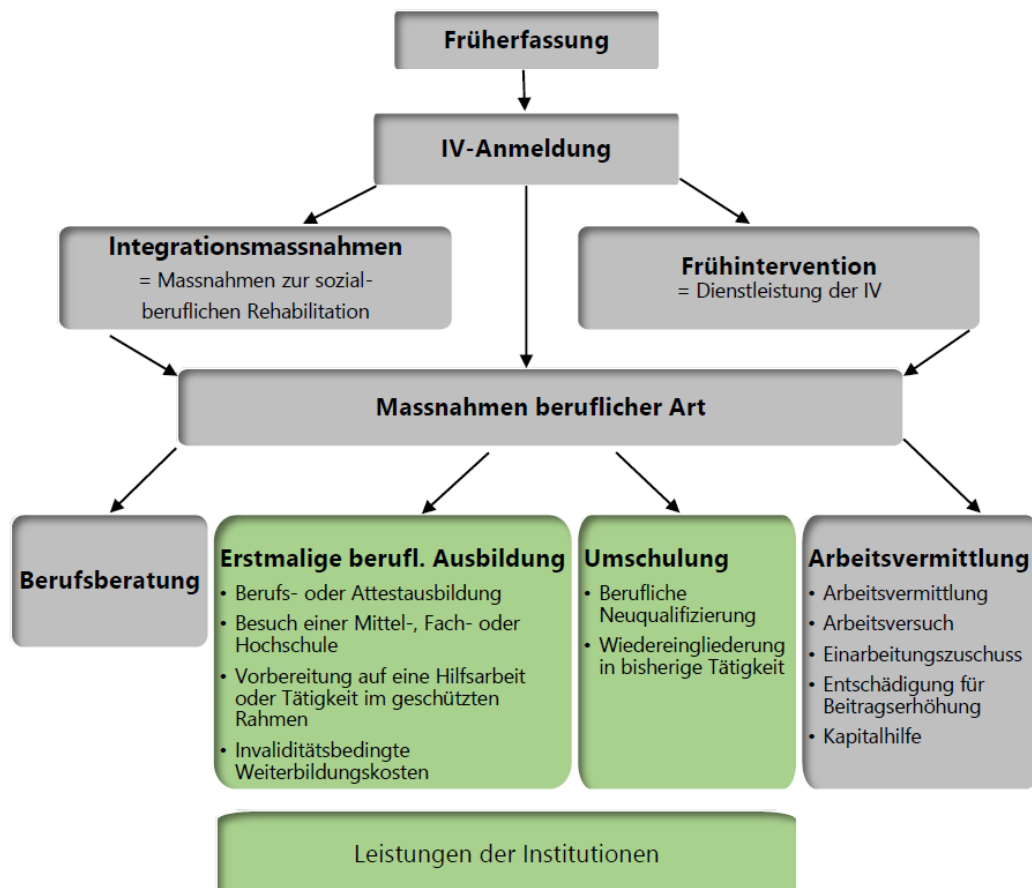 Früherfassung
IV-Anmeldung
Integrationsmassnahmen
= Massnahmen zur sozial-
beruflichen Rehabilitation
Frühintervention
= Dienstleistung der IV
Massnahmen beruflicher Art
Berufsberatung
Erstmalige berufl. Ausbildung
• Berufs- oder Attestausbildung
• Besuch einer Mittel-, Fach- oder
Hochschule
• Vorbereitung auf eine Hilfsarbeit
oder Tätigkeit im geschützten
Rahmen
• Invaliditätsbedingte
Weiterbildungskosten
Umschulung
• Berufliche
Neuqualifizierung
• Wiedereingliederung
in bisherige Tätigkeit
Arbeitsvermittlung
• Arbeitsvermittlung
• Arbeitsversuch
• Einarbeitungszuschuss
• Entschädigung für
Beitragserhöhung
• Kapitalhilfe
Leistungen der Institutionen